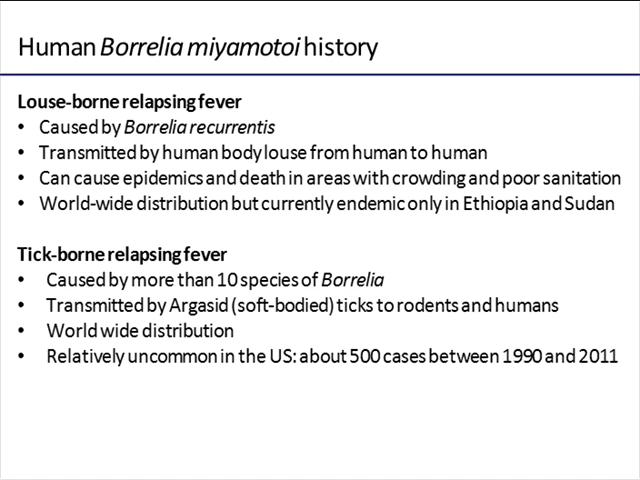 Human Borrelia miyamotoi history
Louse-borne relapsing fever
• Caused by Borrelia recurrentis
• Transmitted by human body louse from human to human
• Can cause epidemics and death in areas with crowding and poor sanitation
• World-wide distribution but currently endemic only in Ethiopia and Sudan
Tick-borne relapsing fever
• Caused by more than 10 species of Borrelia
• Transmitted by Argasid (soft-bodied) ticks to rodents and humans
• World wide distribution
• Relatively uncommon in the US: about 500 cases between 1990 and 2011